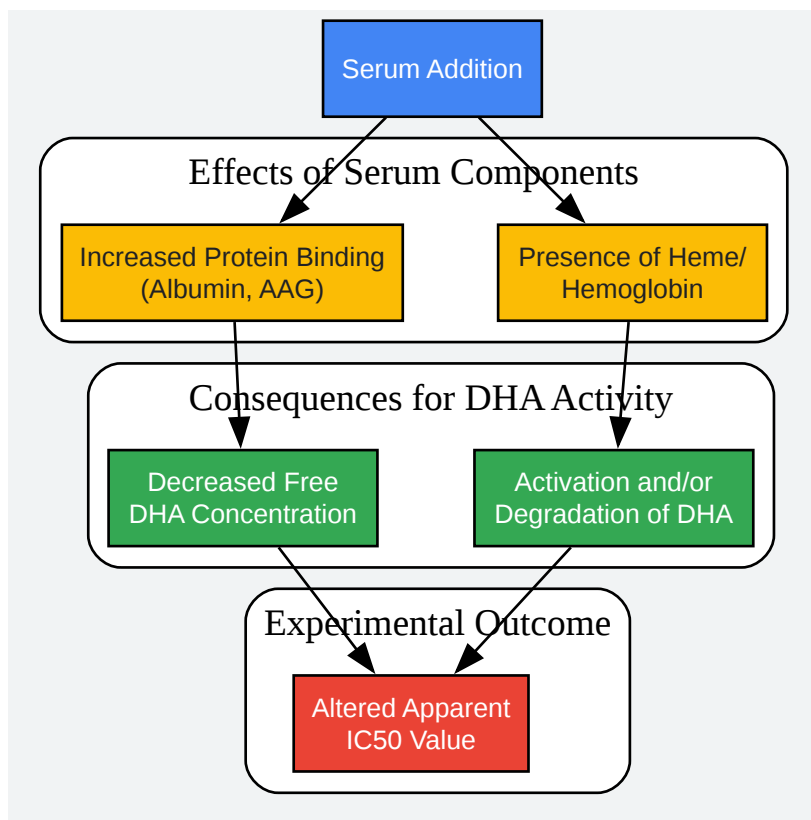 Serum Addition
Effects of Serum Components
Increased Protein Binding
(Albumin, AAG)
Presence of Heme/
Hemoglobin
Consequences for DHA Activity
Decreased Free
DHA Concentration
Activation and/or
Degradation of DHA
Experimental Outcome
Altered Apparent
IC50 Value